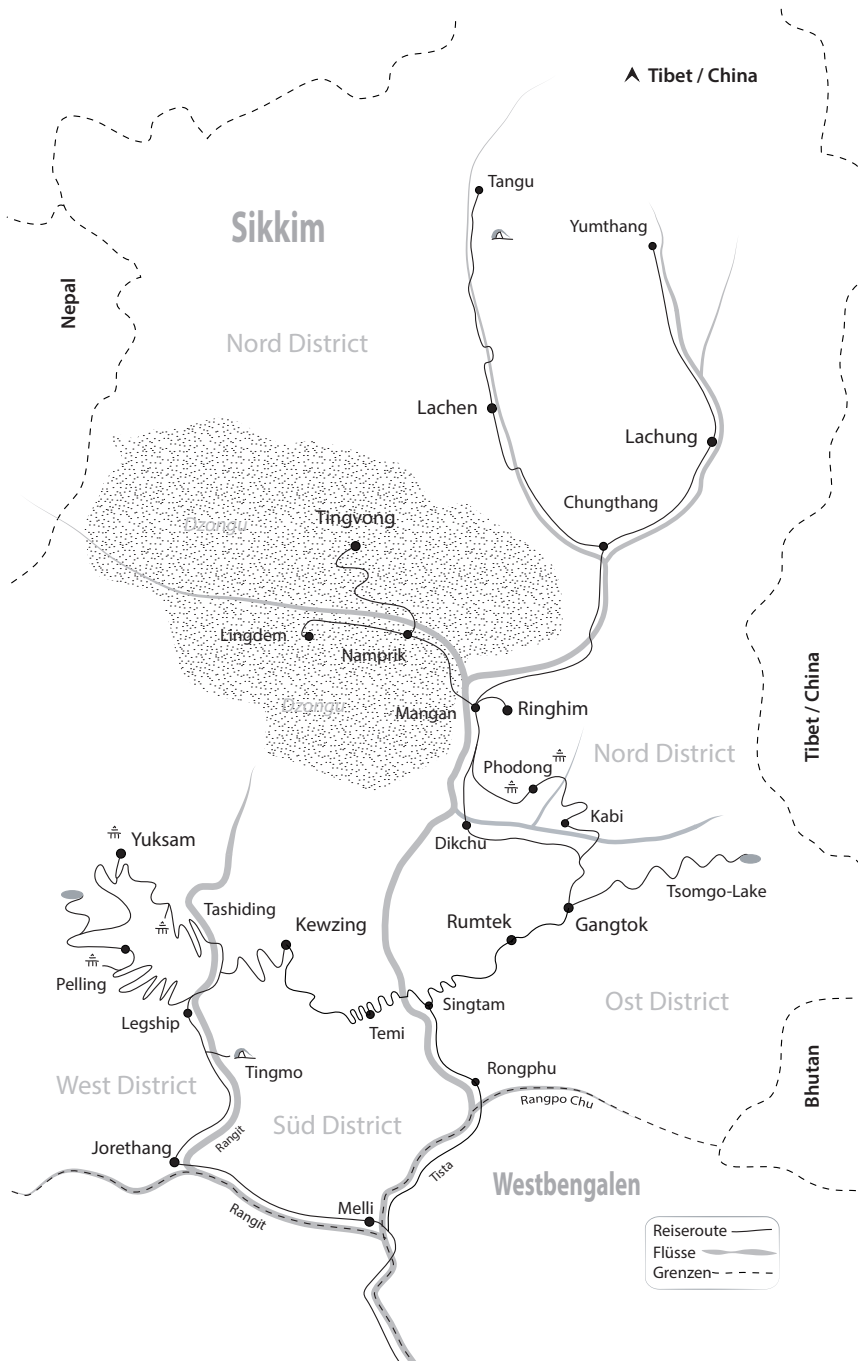 Tibet / China
Tangu
Yumthang
Sikkim
Nepal
Nord District
Lachen
Lachung
Chungthang
Dzongu
Tingvong
Lingdem
Namprik
Dzongu
Mangan
Ringhim
Tibet / China
Nord District
Phodong
Kabi
Dikchu
Yuksam
Tsomgo-Lake
Tashiding
Kewzing
Rumtek
Gangtok
Pelling
Singtam
Ost District
Legship
Temi
Rongphu
Bhutan
Tingmo
West District
Rangpo Chu
Süd District
Jorethang
Rangit
Tista
Westbengalen
Melli
Rangit
Reiseroute
Flüsse
Grenzen